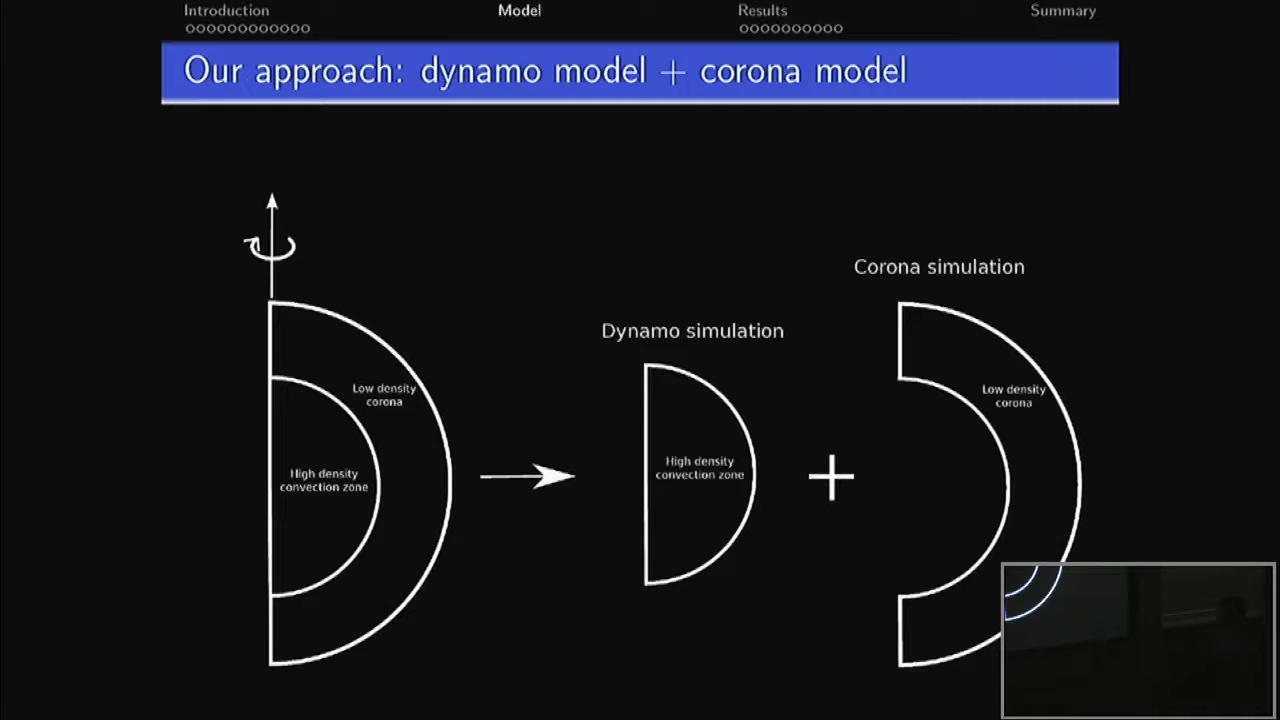 Introduction
Model
Results
Summary
Our approach: dynamo model + corona model
Corona simulation
Dynamo simulation
Low density
corona
High density
convection zone
High density
convection zone
+
Low density
corona